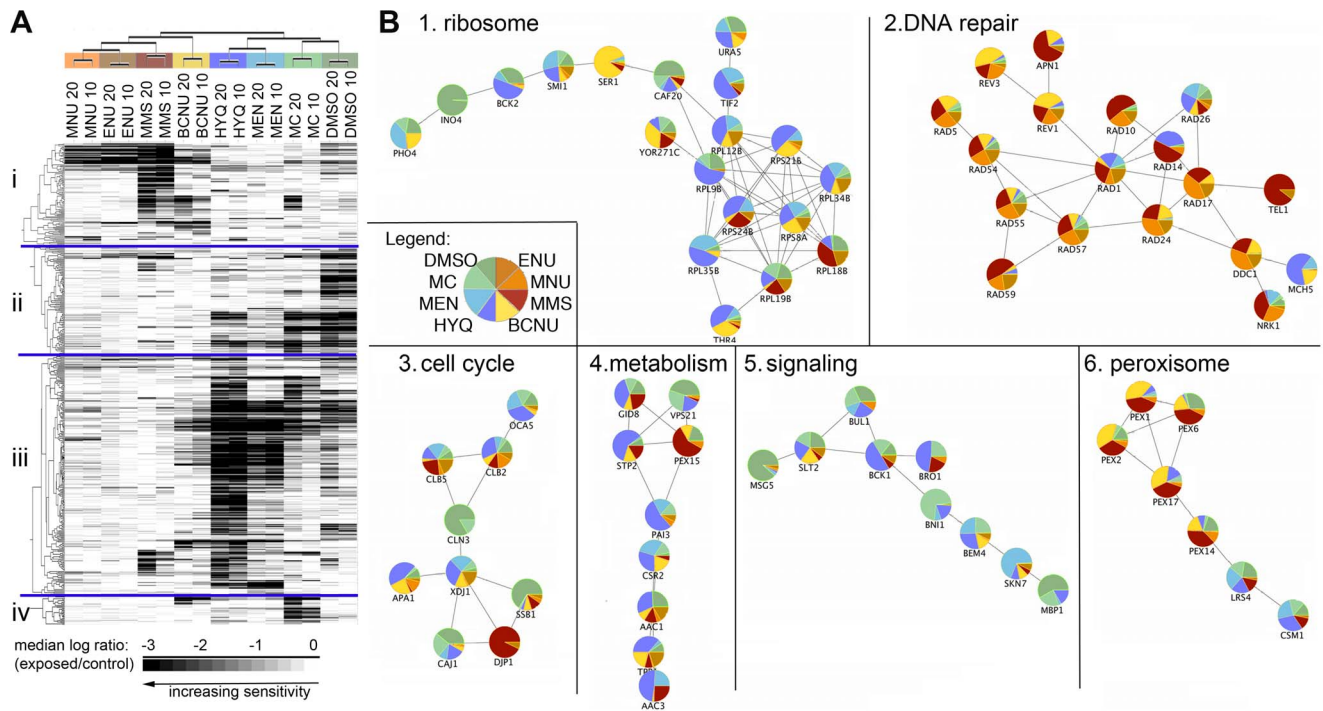 A
MNU 20
MNU 10
ENU 20
ENU 10
MMS 20
MMS 10
BCNU 20
BCNU 10
HYQ 20
HYQ 10
MEN 20
MEN 10
MC 20
MC 10
DMSO 20
DMSO 10
i
ii
iii
iv
median log ratio:
(exposed/control)
-3 -2 -1 0
increasing sensitivity
B
1. ribosome
URA5
SER1
SMI1
BCK2
TIF2
CAF20
INO4
PHO4
YOR271C
RPL12B
RPS21B
RPL9B
RPL34B
RPS24B
RPS8A
RPL35B
RPL18B
RPL19B
THR4
Legend:
DMSO ENU
MC MNU
MEN MMS
HYQ BCNU
2.DNA repair
APN1
REV3
RAD5
REV1
RAD10
RAD26
RAD54
RAD14
RAD1
RAD17
TEL1
RAD55
RAD57
RAD24
DDC1
MCH5
RAD59
NRK1
3. cell cycle
OCA5
CLB5
CLB2
CLN3
APA1
XDJ1
SSB1
CAJ1
DJP1
4. metabolism
GID8
VPS21
STP2
PEX15
PAI3
CSR2
AAC1
AAC3
5. signaling
BUL1
SLT2
MSG5
BCK1
BRO1
BNI1
BEM4
SKN7
MBP1
6. peroxisome
PEX1
PEX6
PEX2
PEX17
PEX14
LRS4
CSM1